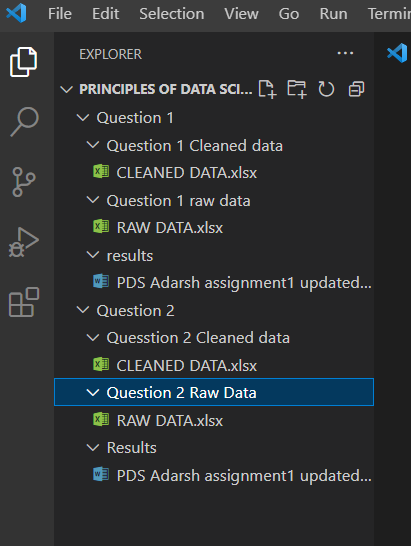 File Edit Selection View Go Run Termin
EXPLORER ...
PRINCIPLES OF DATA SCI...
Question 1
Question 1 Cleaned data
CLEANED DATA.xlsx
Question 1 raw data
RAW DATA.xlsx
results
PDS Adarsh assignment1 updated...
Question 2
Quesstion 2 Cleaned data
CLEANED DATA.xlsx
Question 2 Raw Data
RAW DATA.xlsx
Results
PDS Adarsh assignment1 updated...